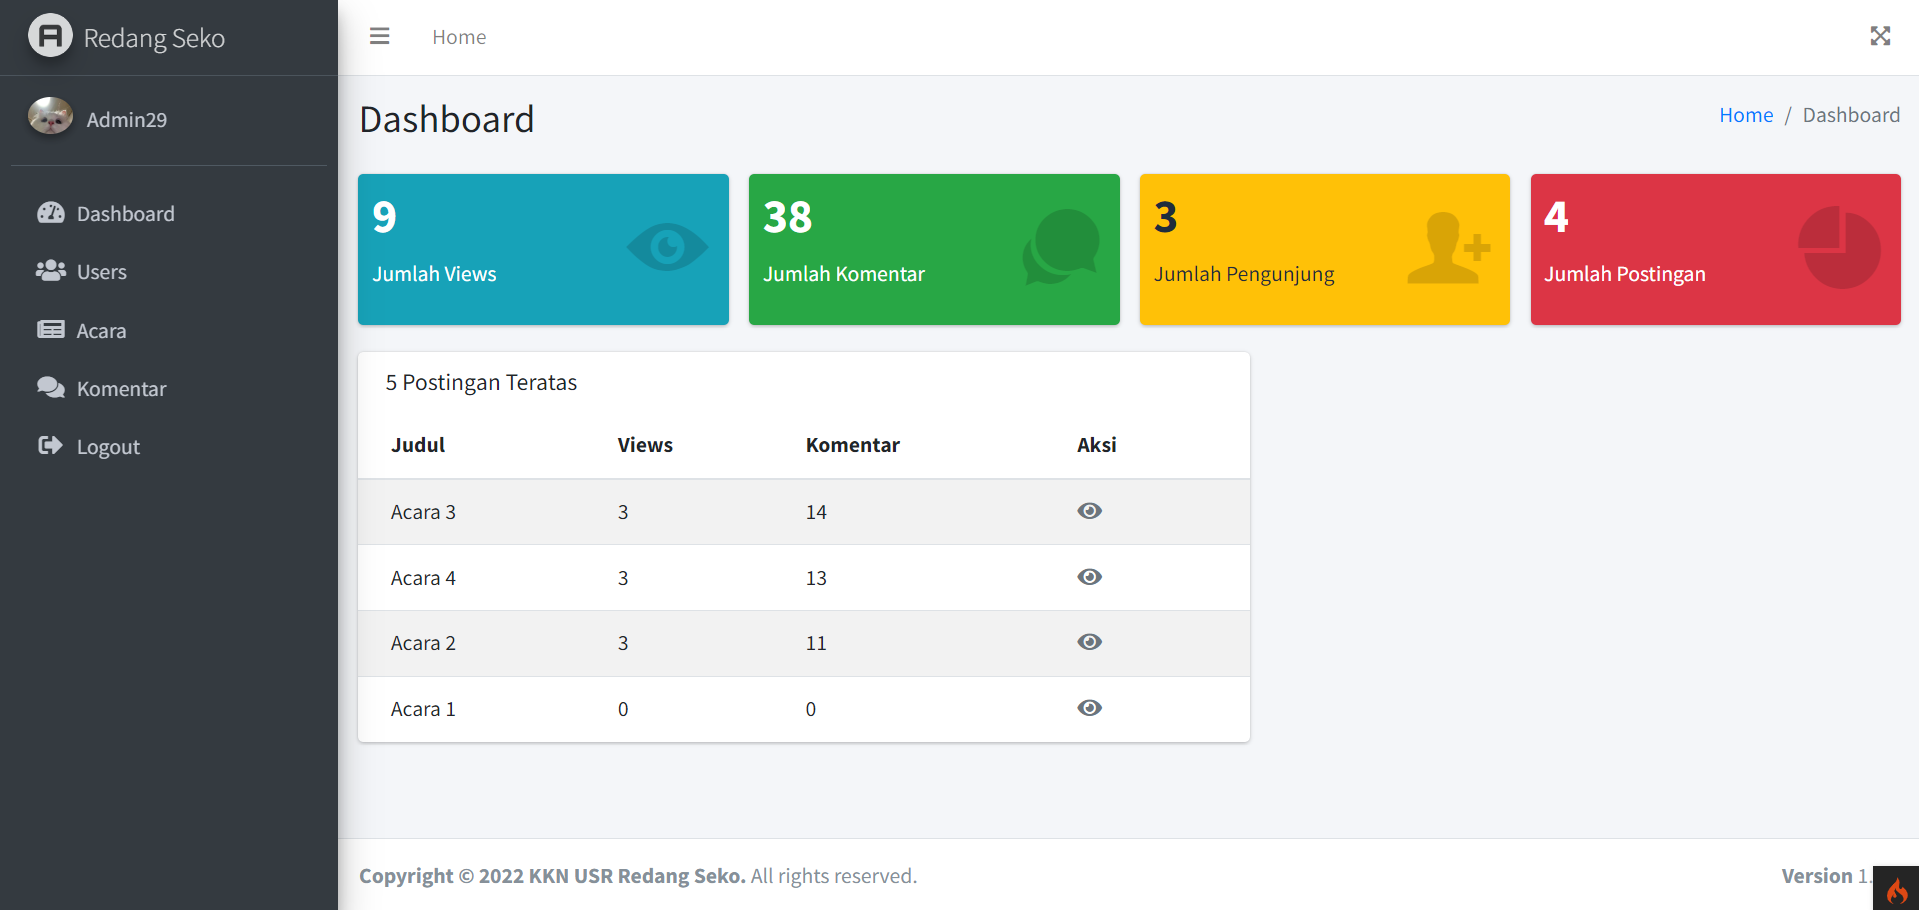 Redang Seko
Home
Admin29
Dashboard
Home / Dashboard
Dashboard
Users
Acara
Komentar
Logout
9
Jumlah Views
38
Jumlah Komentar
3
Jumlah Pengunjung
4
Jumlah Postingan
5 Postingan Teratas
Judul Views Komentar Aksi
Acara 3 3 14
Acara 4 3 13
Acara 2 3 11
Acara 1 0 0
Copyright © 2022 KKN USR Redang Seko. All rights reserved.
Version 1.